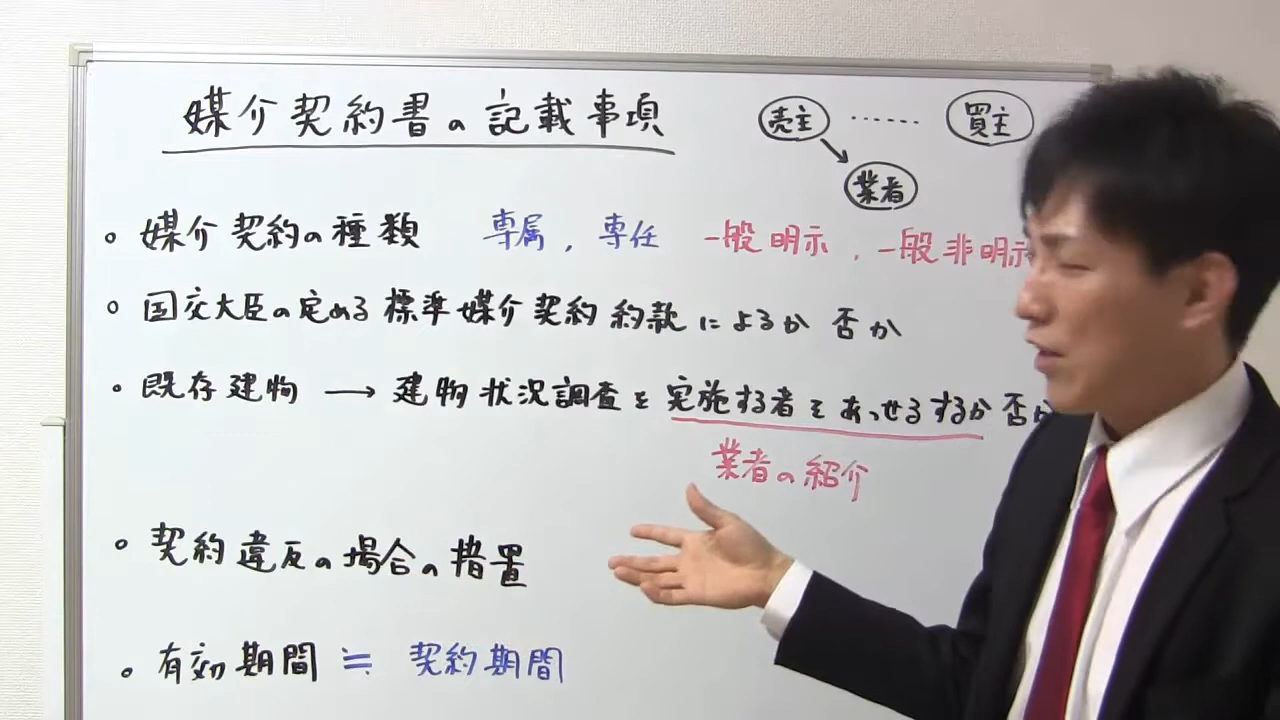 媒介契約書の記載事項
売主 …… 買主
業者
。媒介契約の種類 専属, 専任 一般明示, 一般非明示
。国交大臣の定める標準媒介契約約款によるか否か
。既存建物 → 建物状況調査を実施する者をあっせるするか否か
業者の紹介
。契約違反の場合の措置
。有効期間 ≒ 契約期間